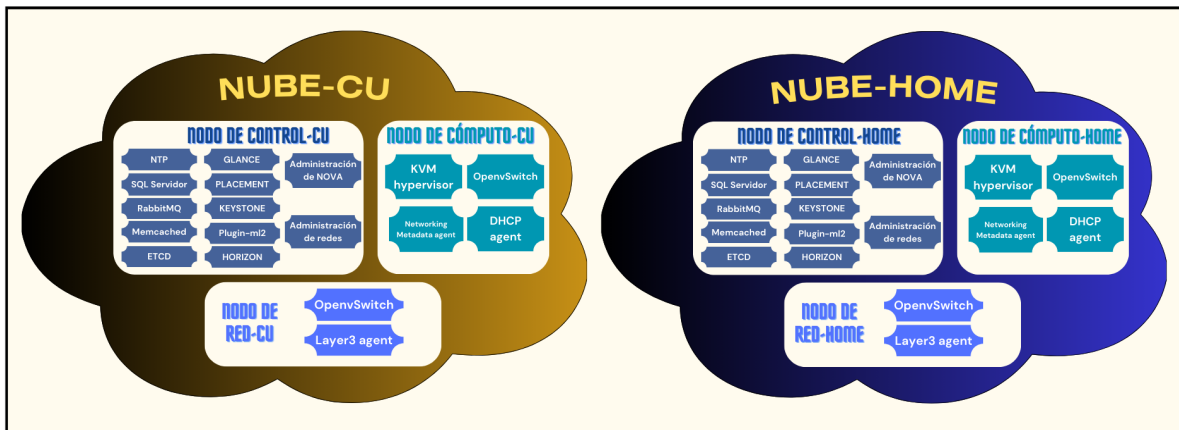 NUBE-CU
NODO DE CONTROL-CU
NTP
GLANCE
Administración
de NOVA
SQL Servidor
PLACEMENT
RabbitMQ
KEYSTONE
Memcached
Plugin-ml2
Administración
de redes
ETCD
HORIZON
NODO DE CÓMPUTO-CU
KVM
hypervisor
OpenvSwitch
Networking
Metadata agent
DHCP
agent
NODO DE
RED-CU
OpenvSwitch
Layer3 agent
NUBE-HOME
NODO DE CONTROL-HOME
NTP
GLANCE
Administración
de NOVA
SQL Servidor
PLACEMENT
RabbitMQ
KEYSTONE
Memcached
Plugin-ml2
Administración
de redes
ETCD
HORIZON
NODO DE CÓMPUTO-HOME
KVM
hypervisor
OpenvSwitch
Networking
Metadata agent
DHCP
agent
NODO DE
RED-HOME
OpenvSwitch
Layer3 agent